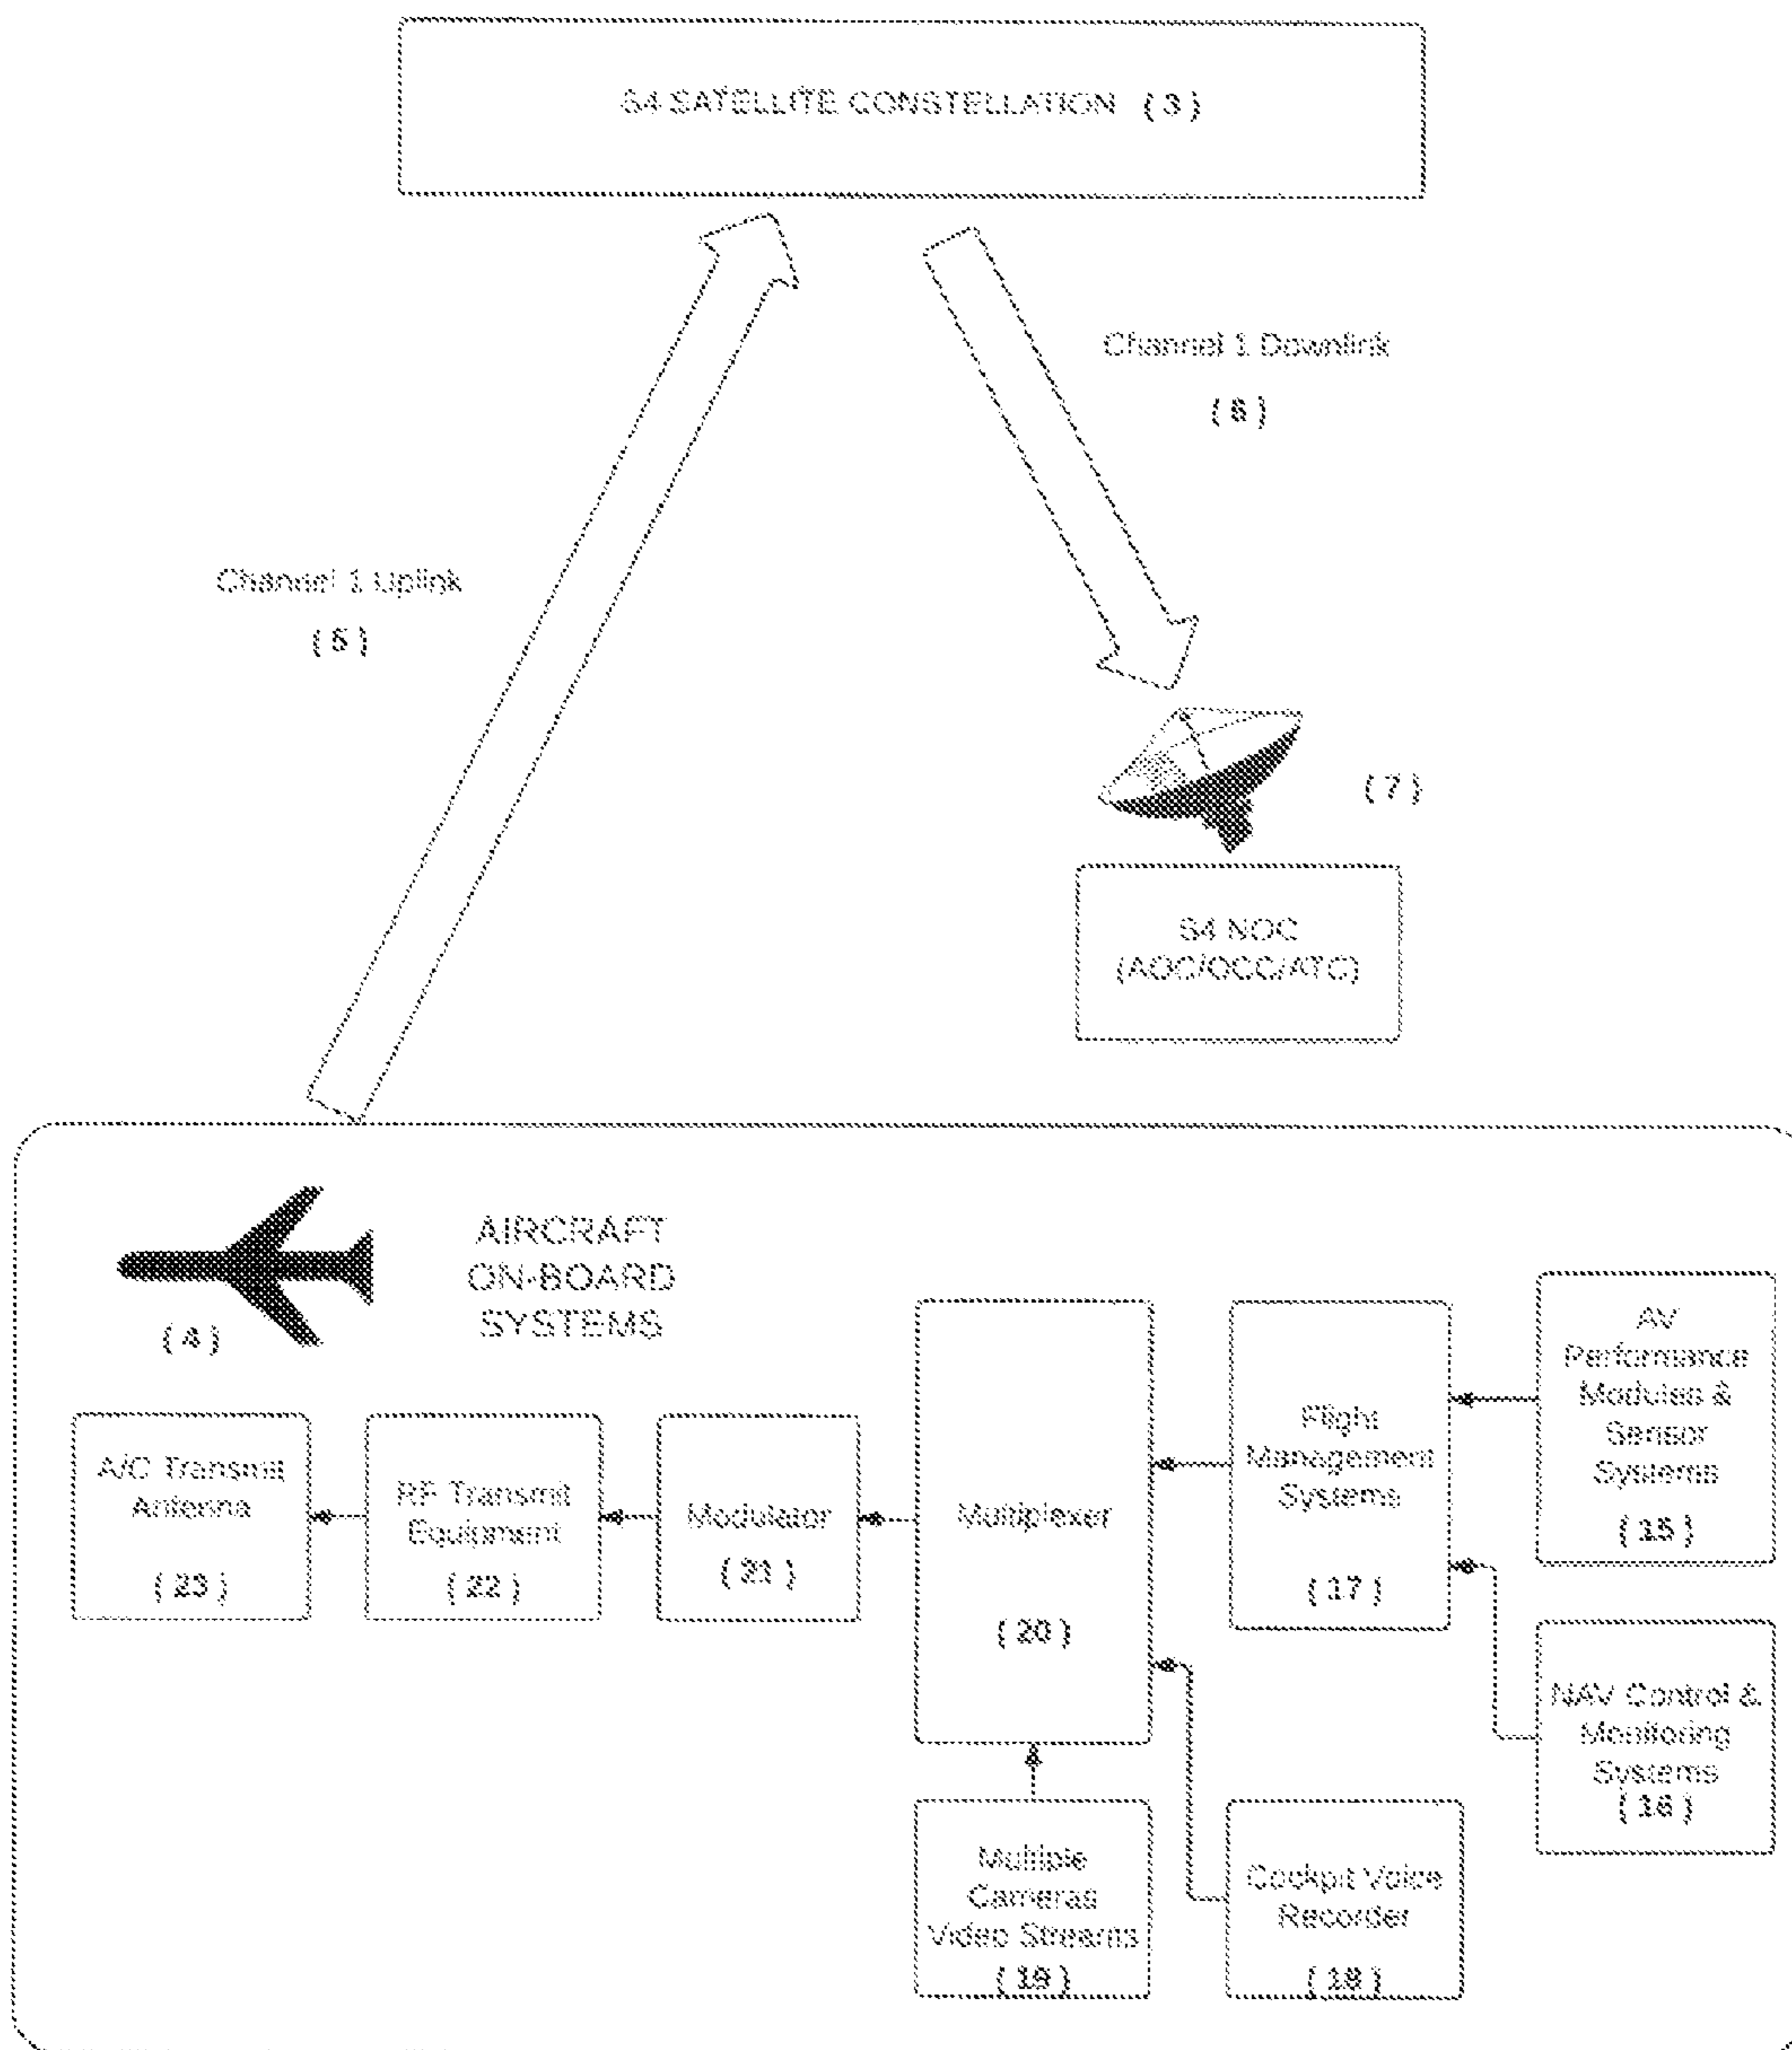 S4 SATELLITE CONSTELLATION ( 3 )
Channel 1 Downlink
( 6 )
Channel 1 Uplink
( 5 )
( 7 )
S4 NOC
(AOC/OCC/ATC)
AIRCRAFT
ON-BOARD
SYSTEMS
( 4 )
A/C Transmit
Antenna
( 23 )
RF Transmit
Equipment
( 22 )
Modulator
( 21 )
Multiplexer
( 20 )
Flight
Management
Systems
( 17 )
AV
Performance
Modules &
Sensor
Systems
( 15 )
NAV Control &
Monitoring
Systems
( 16 )
Multiple
Cameras
Video Streams
( 19 )
Cockpit Voice
Recorder
( 18 )